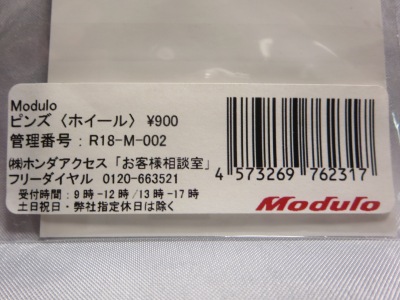 Modulo
ピンズ〈ホイール〉¥900
管理番号：R18-M-002
㈱ホンダアクセス「お客様相談室」
フリーダイヤル 0120-663521
受付時間：9時-12時/13時-17時
土日祝日・弊社指定休日は除く
4 573269 762317
Modulo